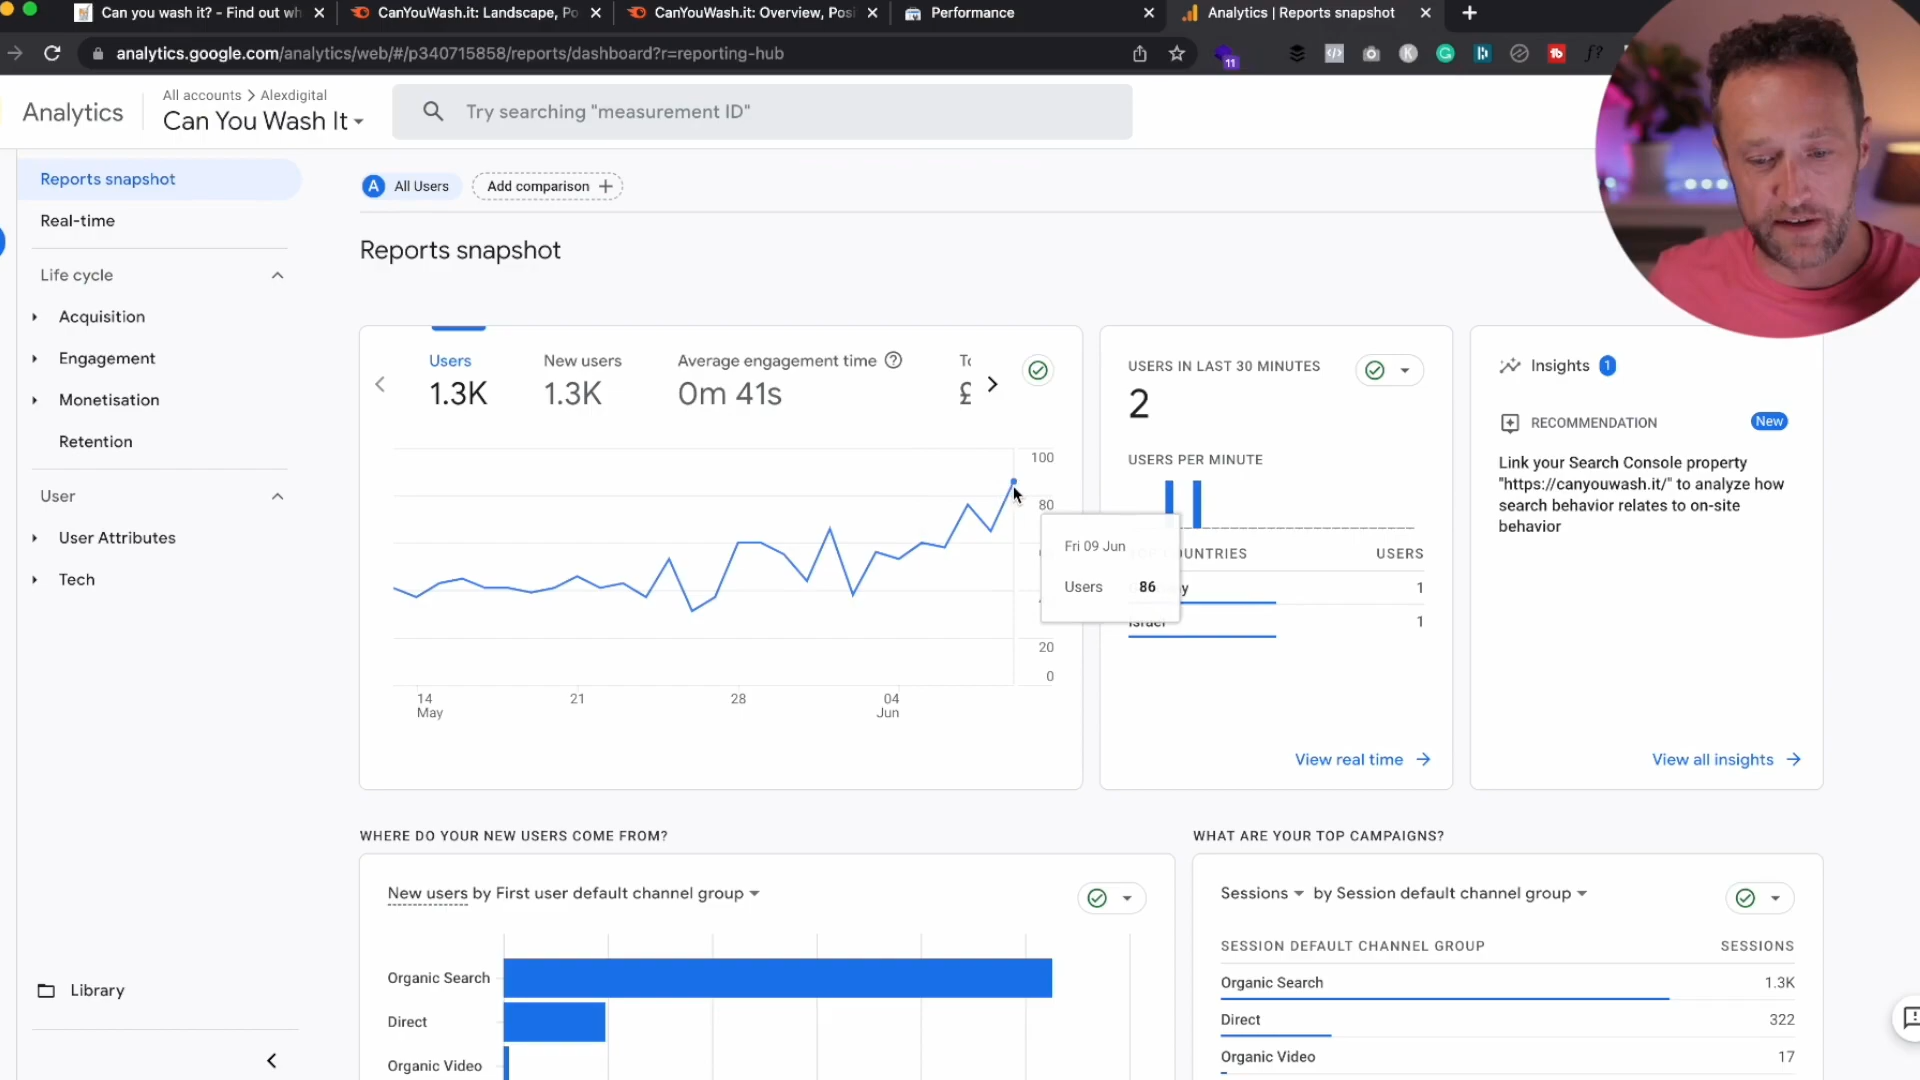 Can you wash it? - Find out wh
CanYouWash.it: Landscape, Po
CanYouWash.it: Overview, Posi
Performance
Analytics | Reports snapshot
analytics.google.com/analytics/web/#/p340715858/reports/dashboard?r=reporting-hub
11
Analytics
All accounts > Alexdigital
Can You Wash It
Try searching "measurement ID"
Reports snapshot
Real-time
Life cycle
Acquisition
Engagement
Monetisation
Retention
User
User Attributes
Tech
Library
A All Users
Add comparison +
Reports snapshot
Users
1.3K
New users
1.3K
Average engagement time
0m 41s
To
£
100
80
20
0
14
May
21
28
04
Jun
Fri 09 Jun
Users 86
USERS IN LAST 30 MINUTES
2
USERS PER MINUTE
UNTRIES USERS
y 1
Israel 1
View real time
Insights 1
RECOMMENDATION New
Link your Search Console property
"https://canyouwash.it/" to analyze how
search behavior relates to on-site
behavior
View all insights
WHERE DO YOUR NEW USERS COME FROM?
New users by First user default channel group
Organic Search
Direct
Organic Video
WHAT ARE YOUR TOP CAMPAIGNS?
Sessions by Session default channel group
SESSION DEFAULT CHANNEL GROUP SESSIONS
Organic Search 1.3K
Direct 322
Organic Video 17